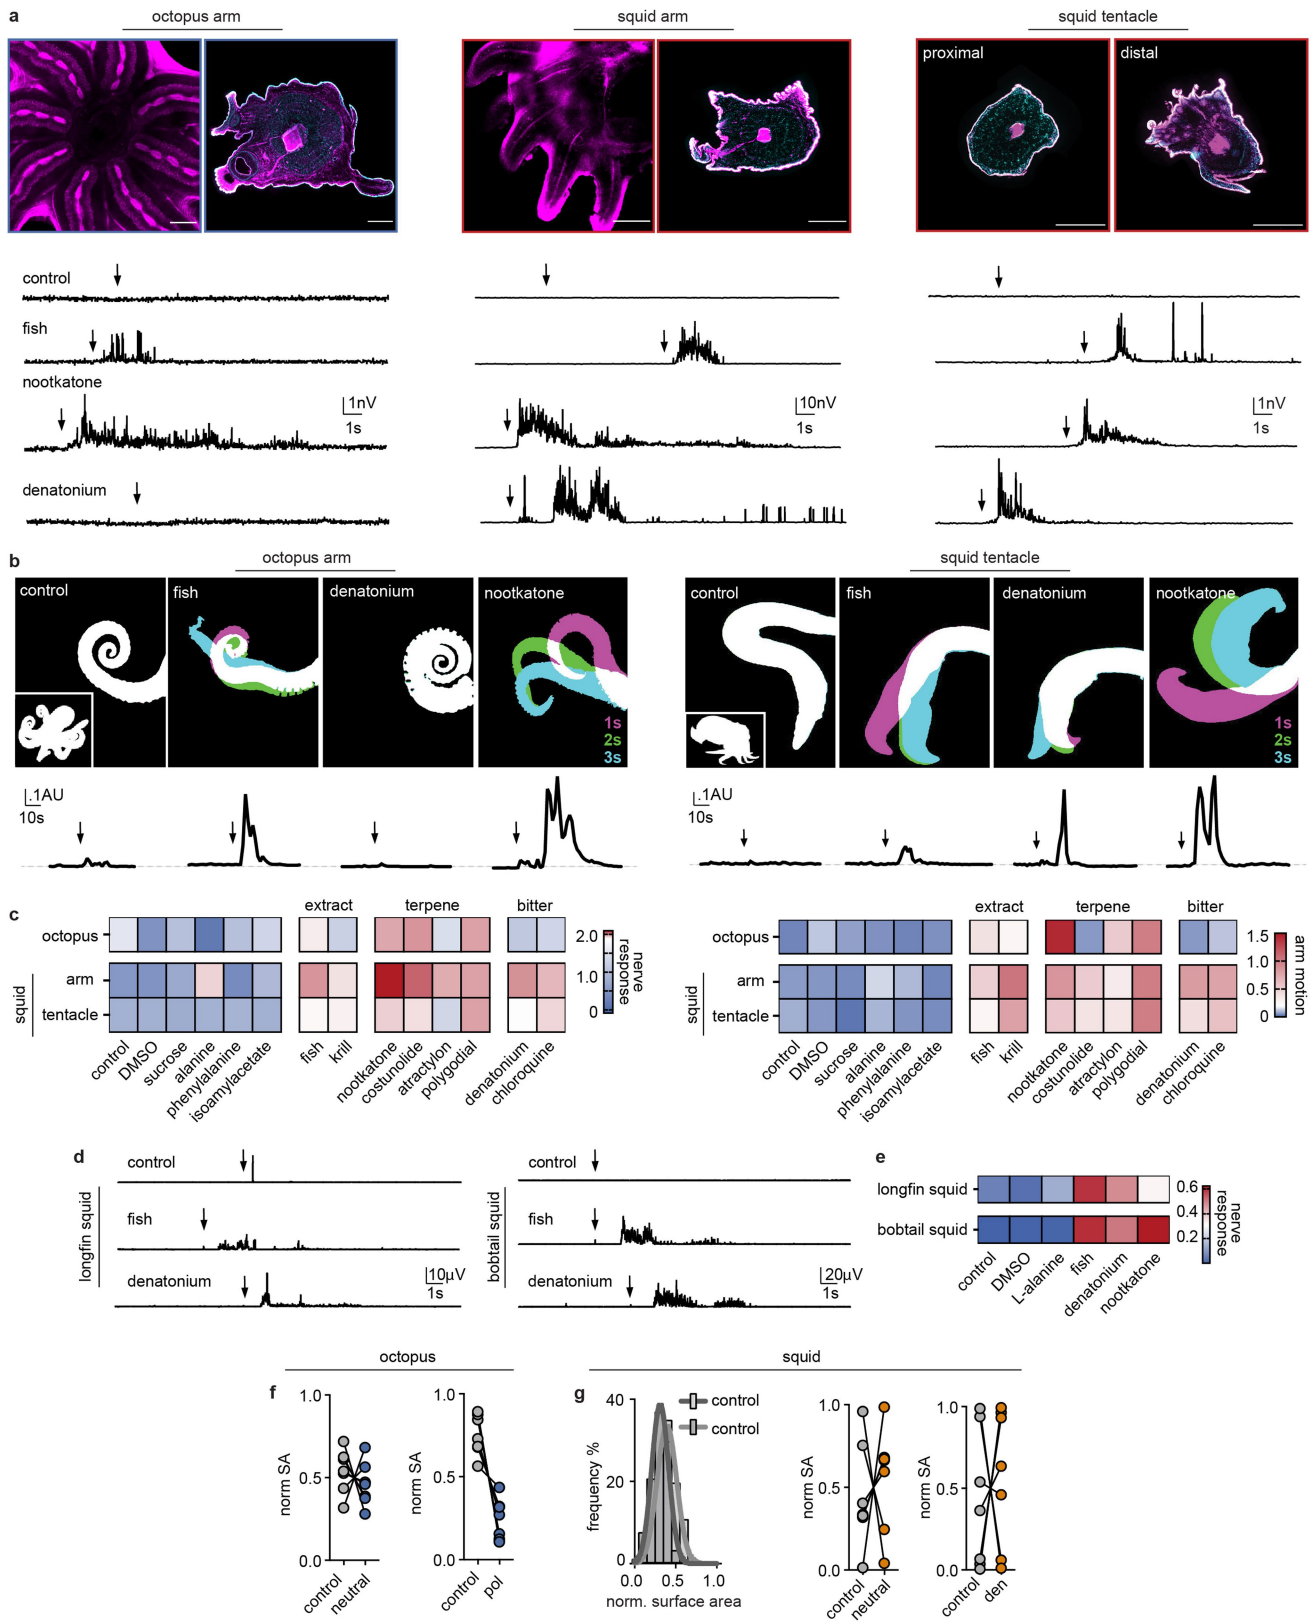 a
octopus arm
squid arm
squid tentacle
proximal
distal
control
fish
nootkatone
1nV
1s
10nV
1s
1nV
1s
denatonium
b
octopus arm
squid tentacle
control
fish
denatonium
nootkatone
1s
2s
3s
control
fish
denatonium
nootkatone
1s
2s
3s
.1AU
10s
.1AU
10s
c
extract
terpene
bitter
octopus
squid
arm
tentacle
2.0
1.0
0
nerve
response
control
DMSO
sucrose
alanine
phenylalanine
isoamylacetate
fish
krill
nootkatone
costunolide
atractylon
polygodial
denatonium
chloroquine
extract
terpene
bitter
octopus
squid
arm
tentacle
1.5
1.0
0.5
0
arm motion
control
DMSO
sucrose
alanine
phenylalanine
isoamylacetate
fish
krill
nootkatone
costunolide
atractylon
polygodial
denatonium
chloroquine
d
longfin squid
control
fish
denatonium
10µV
1s
bobtail squid
control
fish
denatonium
20µV
1s
e
longfin squid
bobtail squid
0.6
0.4
0.2
nerve
response
control
DMSO
L-alanine
fish
denatonium
nootkatone
octopus
squid
f
norm SA
1.0
0.5
0.0
control
neutral
norm SA
1.0
0.5
0.0
control
pol
g
frequency %
40
20
0
0.0
0.5
1.0
norm. surface area
control
control
norm SA
1.0
0.5
0.0
control
neutral
norm SA
1.0
0.5
0.0
control
den